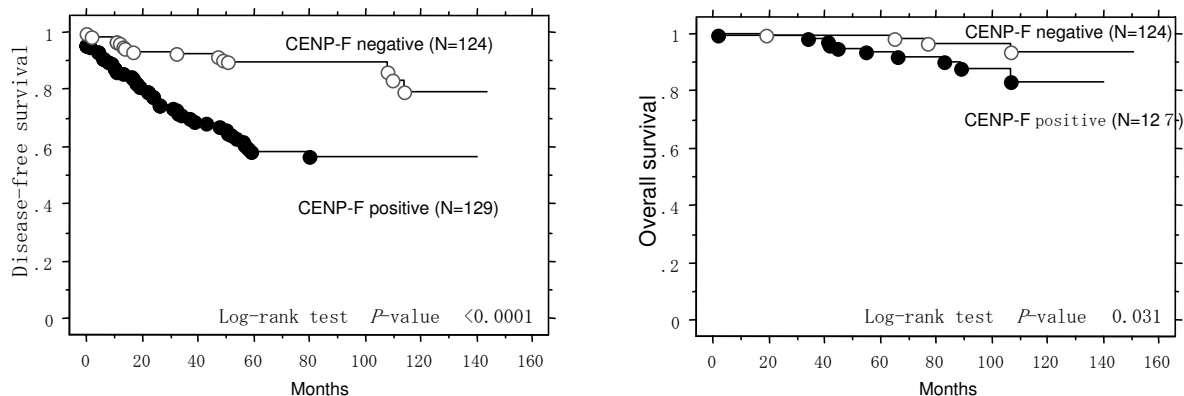 Disease-free survival
1
.8
.6
.4
.2
0
CENP-F negative (N=124)
CENP-F positive (N=129)
Log-rank test P-value <0.0001
0 20 40 60 80 100 120 140 160
Months
Overall survival
1
.8
.6
.4
.2
0
CENP-F negative (N=124)
CENP-F positive (N=127)
Log-rank test P-value 0.031
0 20 40 60 80 100 120 140 160
Months